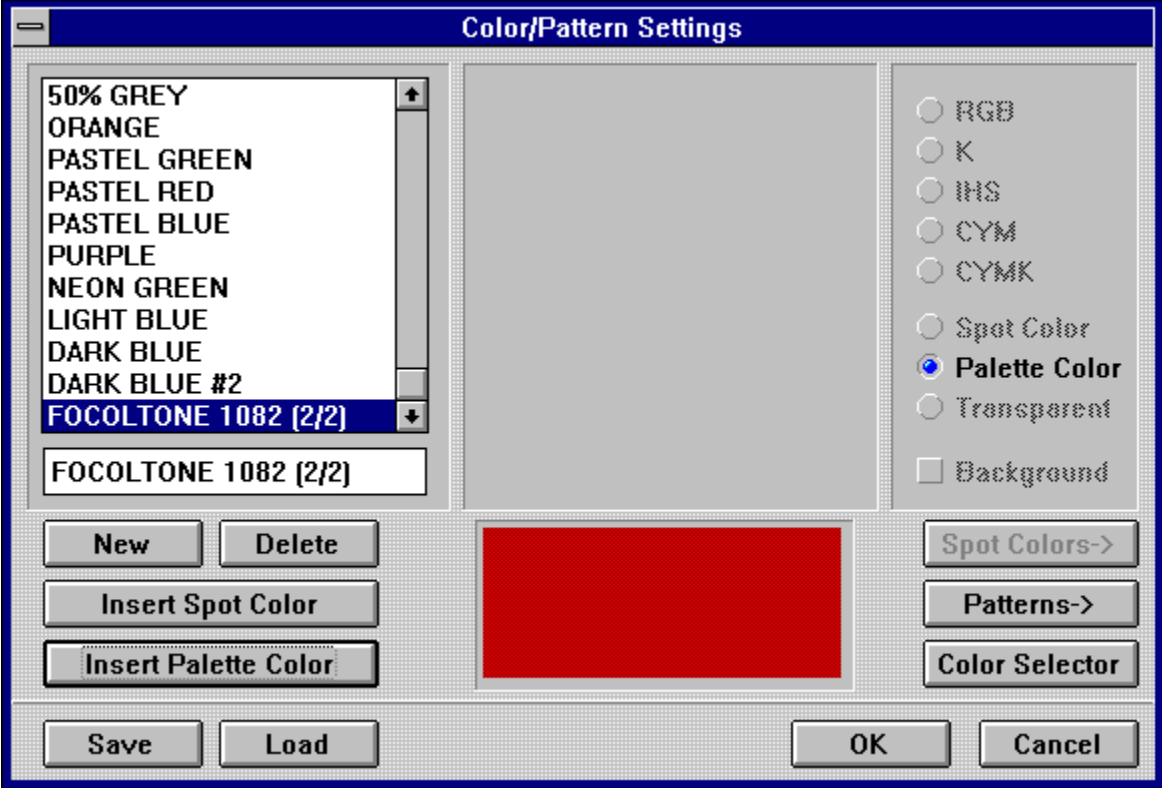 Color/Pattern Settings
50% GREY
ORANGE
PASTEL GREEN
PASTEL RED
PASTEL BLUE
PURPLE
NEON GREEN
LIGHT BLUE
DARK BLUE
DARK BLUE #2
FOCOLTONE 1082 (2/2)
FOCOLTONE 1082 (2/2)
RGB
K
IHS
CYM
CYMK
Spot Color
Palette Color
Transparent
Background
New
Delete
Insert Spot Color
Insert Palette Color
Spot Colors->
Patterns->
Color Selector
Save
Load
OK
Cancel